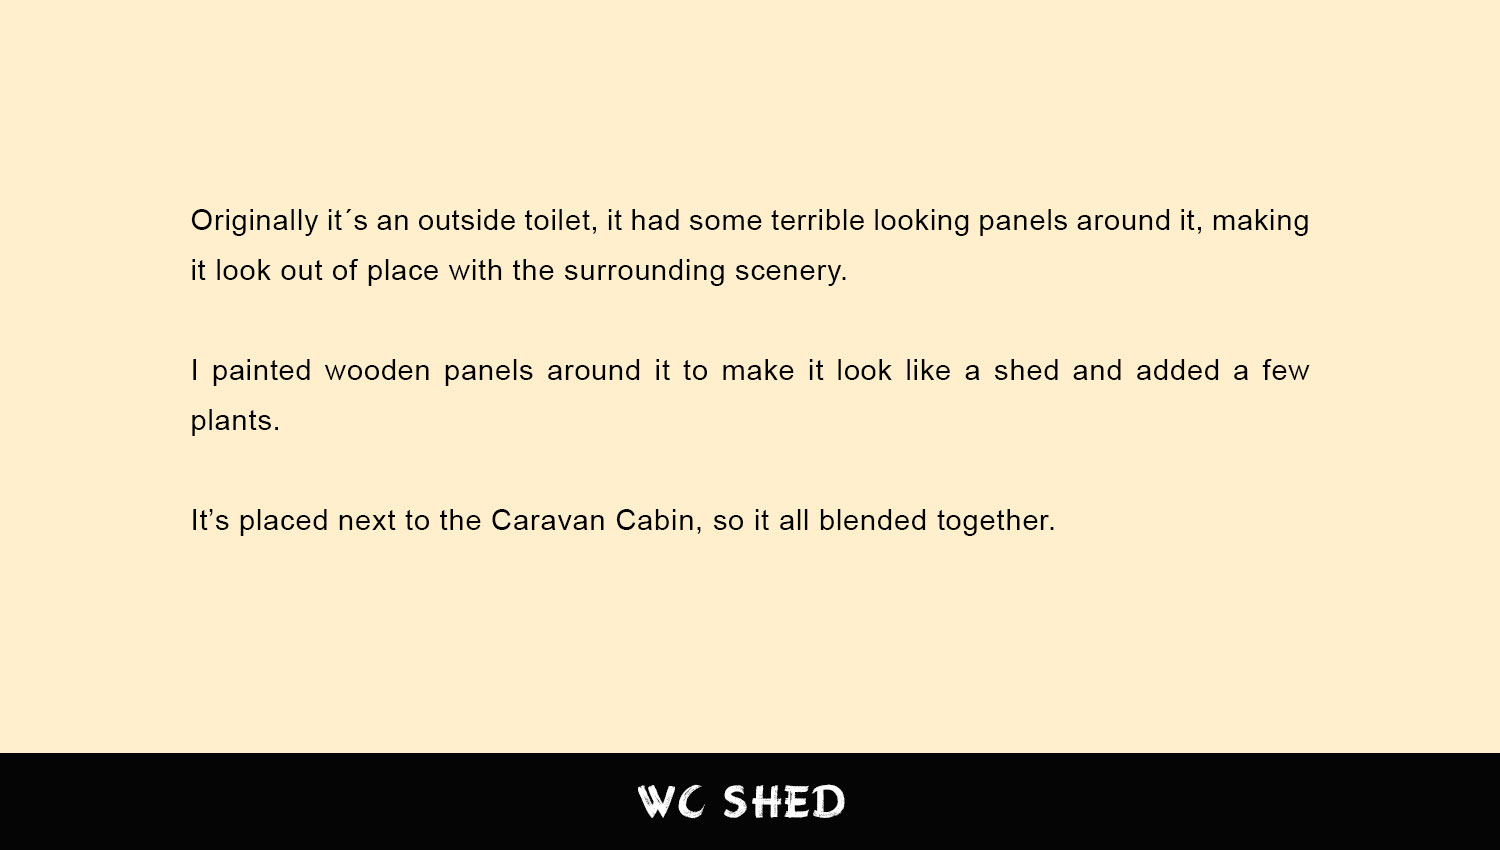 Originally it´s an outside toilet, it had some terrible looking panels around it, making
it look out of place with the surrounding scenery.
I painted wooden panels around it to make it look like a shed and added a few
plants.
It’s placed next to the Caravan Cabin, so it all blended together.
WC SHED